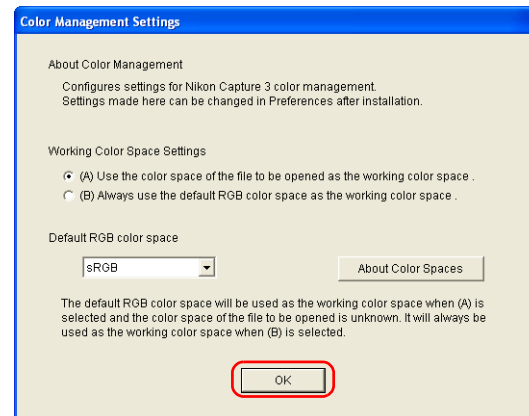 Color Management Settings
About Color Management
Configures settings for Nikon Capture 3 color management.
Settings made here can be changed in Preferences after installation.
Working Color Space Settings
(A) Use the color space of the file to be opened as the working color space .
(B) Always use the default RGB color space as the working color space .
Default RGB color space
sRGB
About Color Spaces
The default RGB color space will be used as the working color space when (A) is
selected and the color space of the file to be opened is unknown. It will always be
used as the working color space when (B) is selected.
OK